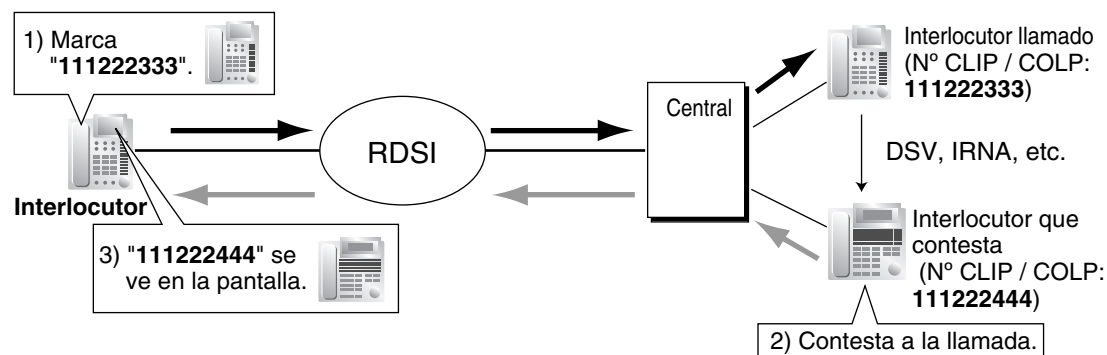 1) Marca
"111222333".
Interlocutor
3) "111222444" se
ve en la pantalla.
RDSI
Central
Interlocutor llamado
(Nº CLIP / COLP:
111222333)
DSV, IRNA, etc.
Interlocutor que
contesta
(Nº CLIP / COLP:
111222444)
2) Contesta a la llamada.